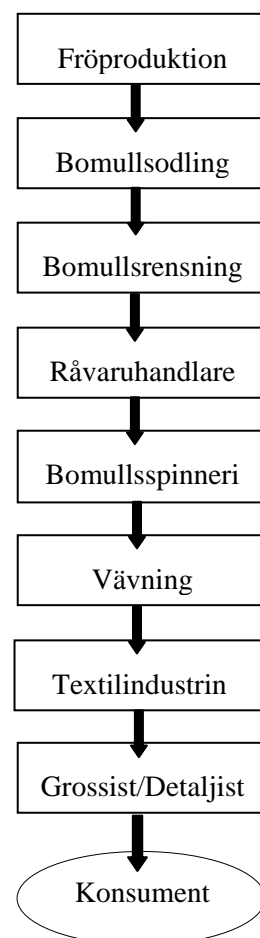 Fröproduktion
Bomullsodling
Bomullsrensning
Råvaruhandlare
Bomullsspinneri
Vävning
Textilindustrin
Grossist/Detaljist
Konsument